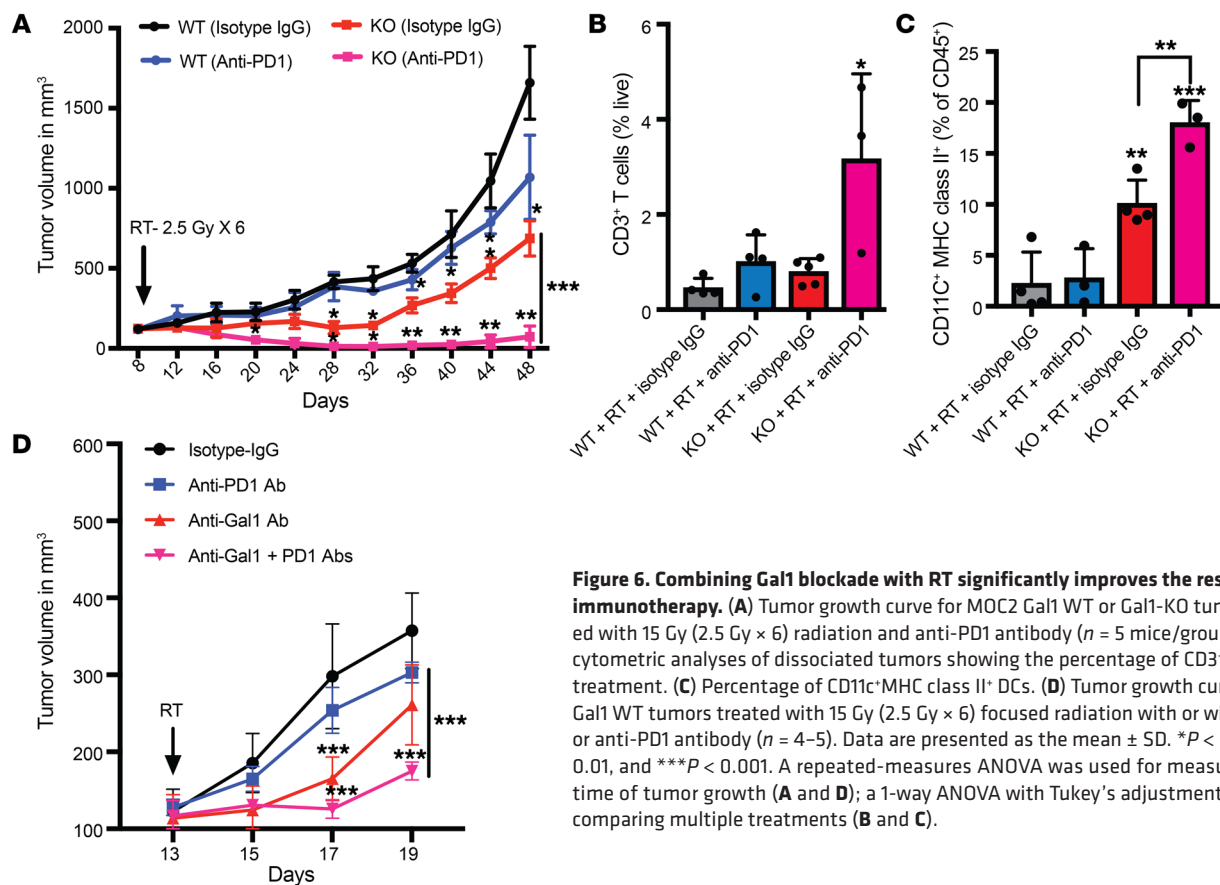 A
WT (Isotype IgG)
KO (Isotype IgG)
WT (Anti-PD1)
KO (Anti-PD1)
Tumor volume in mm³
2000
1500
1000
500
0
RT- 2.5 Gy X 6
*
*
*
*
*
*
*
*
*
*
*
**
**
**
**
***
8
12
16
20
24
28
32
36
40
44
48
Days
B
CD3⁺ T cells (% live)
6
4
2
0
*
WT + RT + isotype IgG
WT + RT + anti-PD1
KO + RT + isotype IgG
KO + RT + anti-PD1
C
CD11C⁺ MHC class II⁺ (% of CD45⁺)
25
20
15
10
5
0
**
***
**
WT + RT + isotype IgG
WT + RT + anti-PD1
KO + RT + isotype IgG
KO + RT + anti-PD1
D
Isotype-IgG
Anti-PD1 Ab
Anti-Gal1 Ab
Anti-Gal1 + PD1 Abs
Tumor volume in mm³
600
500
400
300
200
100
RT
***
***
***
***
13
15
17
19
Days
Figure 6. Combining Gal1 blockade with RT significantly improves the res
immunotherapy. (A) Tumor growth curve for MOC2 Gal1 WT or Gal1-KO tum
ed with 15 Gy (2.5 Gy × 6) radiation and anti-PD1 antibody (n = 5 mice/grou
cytometric analyses of dissociated tumors showing the percentage of CD3⁺
treatment. (C) Percentage of CD11c⁺MHC class II⁺ DCs. (D) Tumor growth cur
Gal1 WT tumors treated with 15 Gy (2.5 Gy × 6) focused radiation with or wi
or anti-PD1 antibody (n = 4–5). Data are presented as the mean ± SD. *P <
0.01, and ***P < 0.001. A repeated-measures ANOVA was used for measu
time of tumor growth (A and D); a 1-way ANOVA with Tukey's adjustment
comparing multiple treatments (B and C).